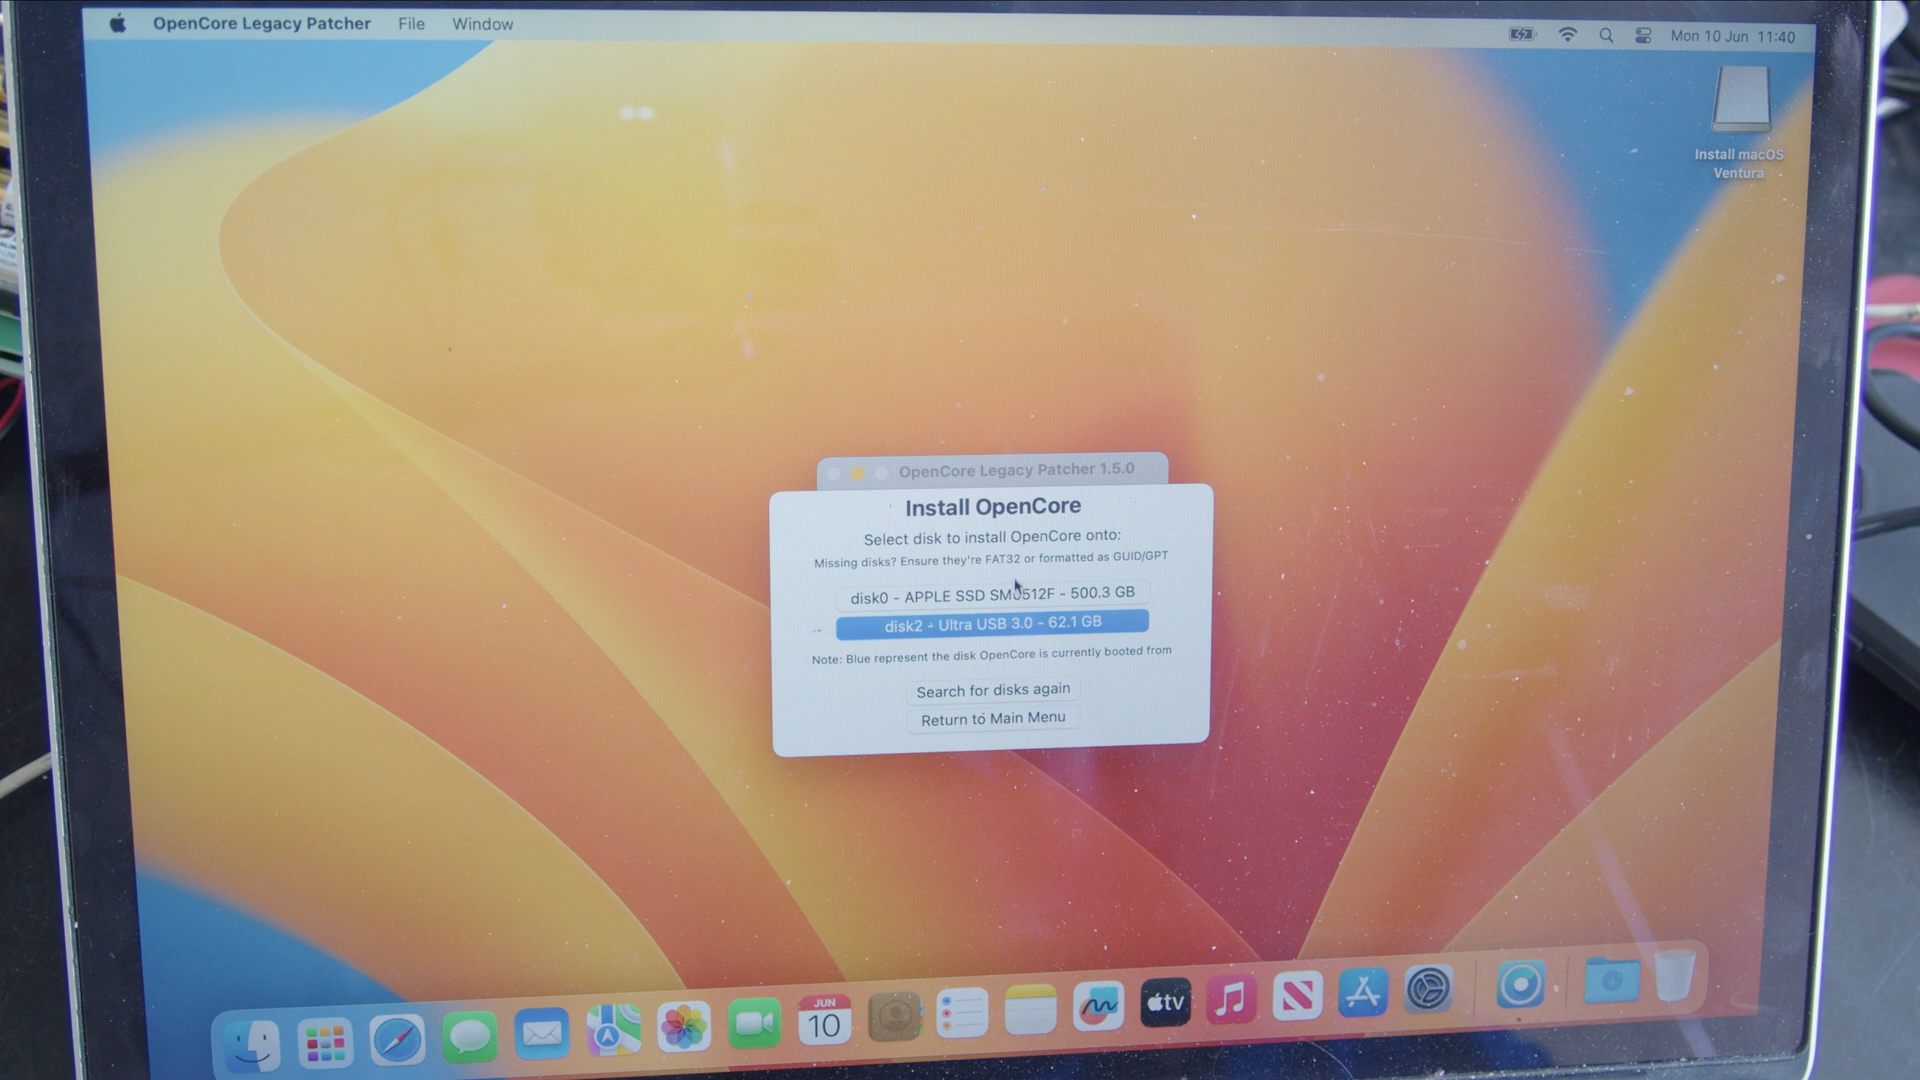 OpenCore Legacy Patcher File Window
Mon 10 Jun 11:40
Install macOS
Ventura
OpenCore Legacy Patcher 1.5.0
Install OpenCore
Select disk to install OpenCore onto:
Missing disks? Ensure they're FAT32 or formatted as GUID/GPT
disk0 - APPLE SSD SM0512F - 500.3 GB
disk2 - Ultra USB 3.0 - 62.1 GB
Note: Blue represent the disk OpenCore is currently booted from
Search for disks again
Return to Main Menu
JUN
10
tv